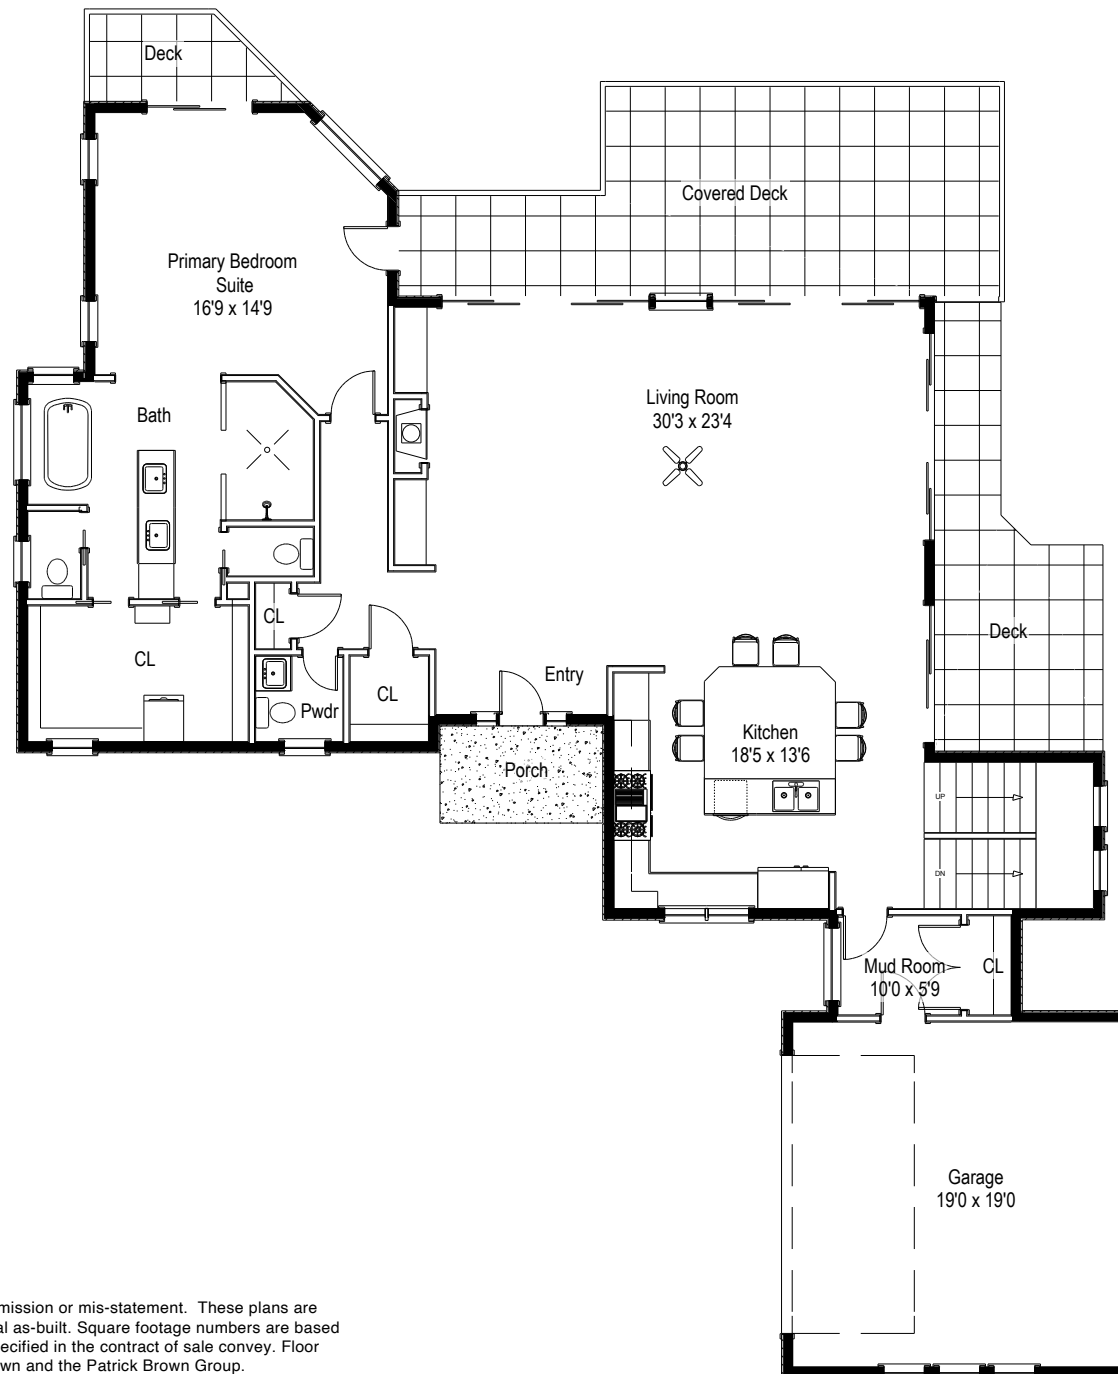 Deck
Covered Deck
Primary Bedroom
Suite
16'9 x 14'9
Living Room
30'3 x 23'4
Bath
CL
CL
CL
Pwdr
Entry
Porch
Kitchen
18'5 x 13'6
Deck
UP
DN
Mud Room
10'0 x 5'9
CL
Garage
19'0 x 19'0
mission or mis-statement. These plans are
al as-built. Square footage numbers are based
ecified in the contract of sale convey. Floor
wn and the Patrick Brown Group.